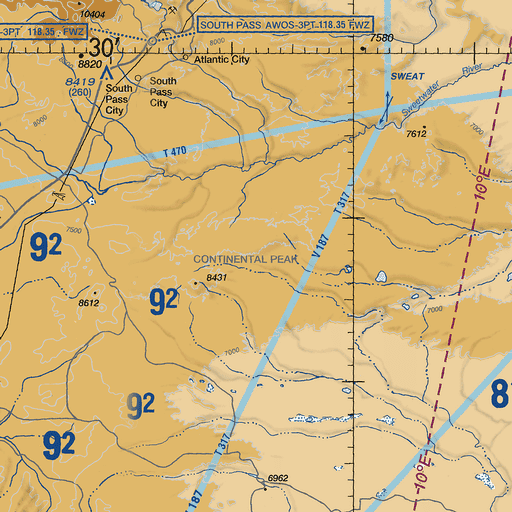 10404
-3PT 118.35 FWZ
SOUTH PASS AWOS-3PT 118.35 FWZ
30'
8000
7580
8820
Atlantic City
8419
(260)
South
Pass
City
South
Pass
City
SWEAT
Sweetwater River
8000
7000
7612
T 470
10°E
T 317
7500
92
V 187
CONTINENTAL PEAK
8431
8612
92
7000
7000
92
8
92
T 317
10°E
6962
187